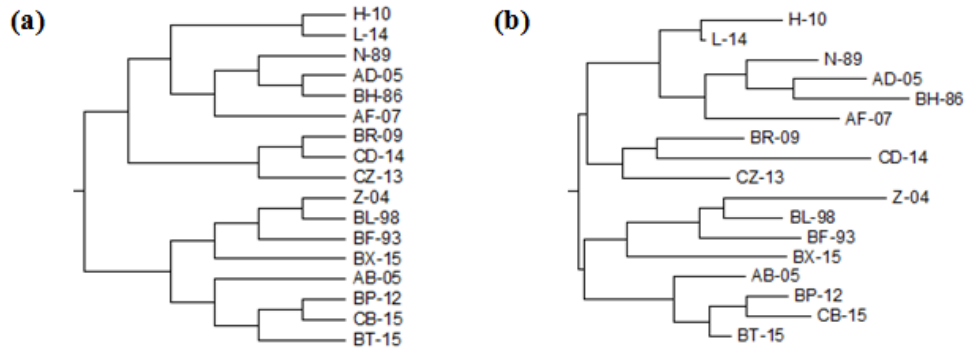 (a)
H-10
L-14
N-89
AD-05
BH-86
AF-07
BR-09
CD-14
CZ-13
Z-04
BL-98
BF-93
BX-15
AB-05
BP-12
CB-15
BT-15
(b)
H-10
L-14
N-89
AD-05
BH-86
AF-07
BR-09
CD-14
CZ-13
Z-04
BL-98
BF-93
BX-15
AB-05
BP-12
CB-15
BT-15